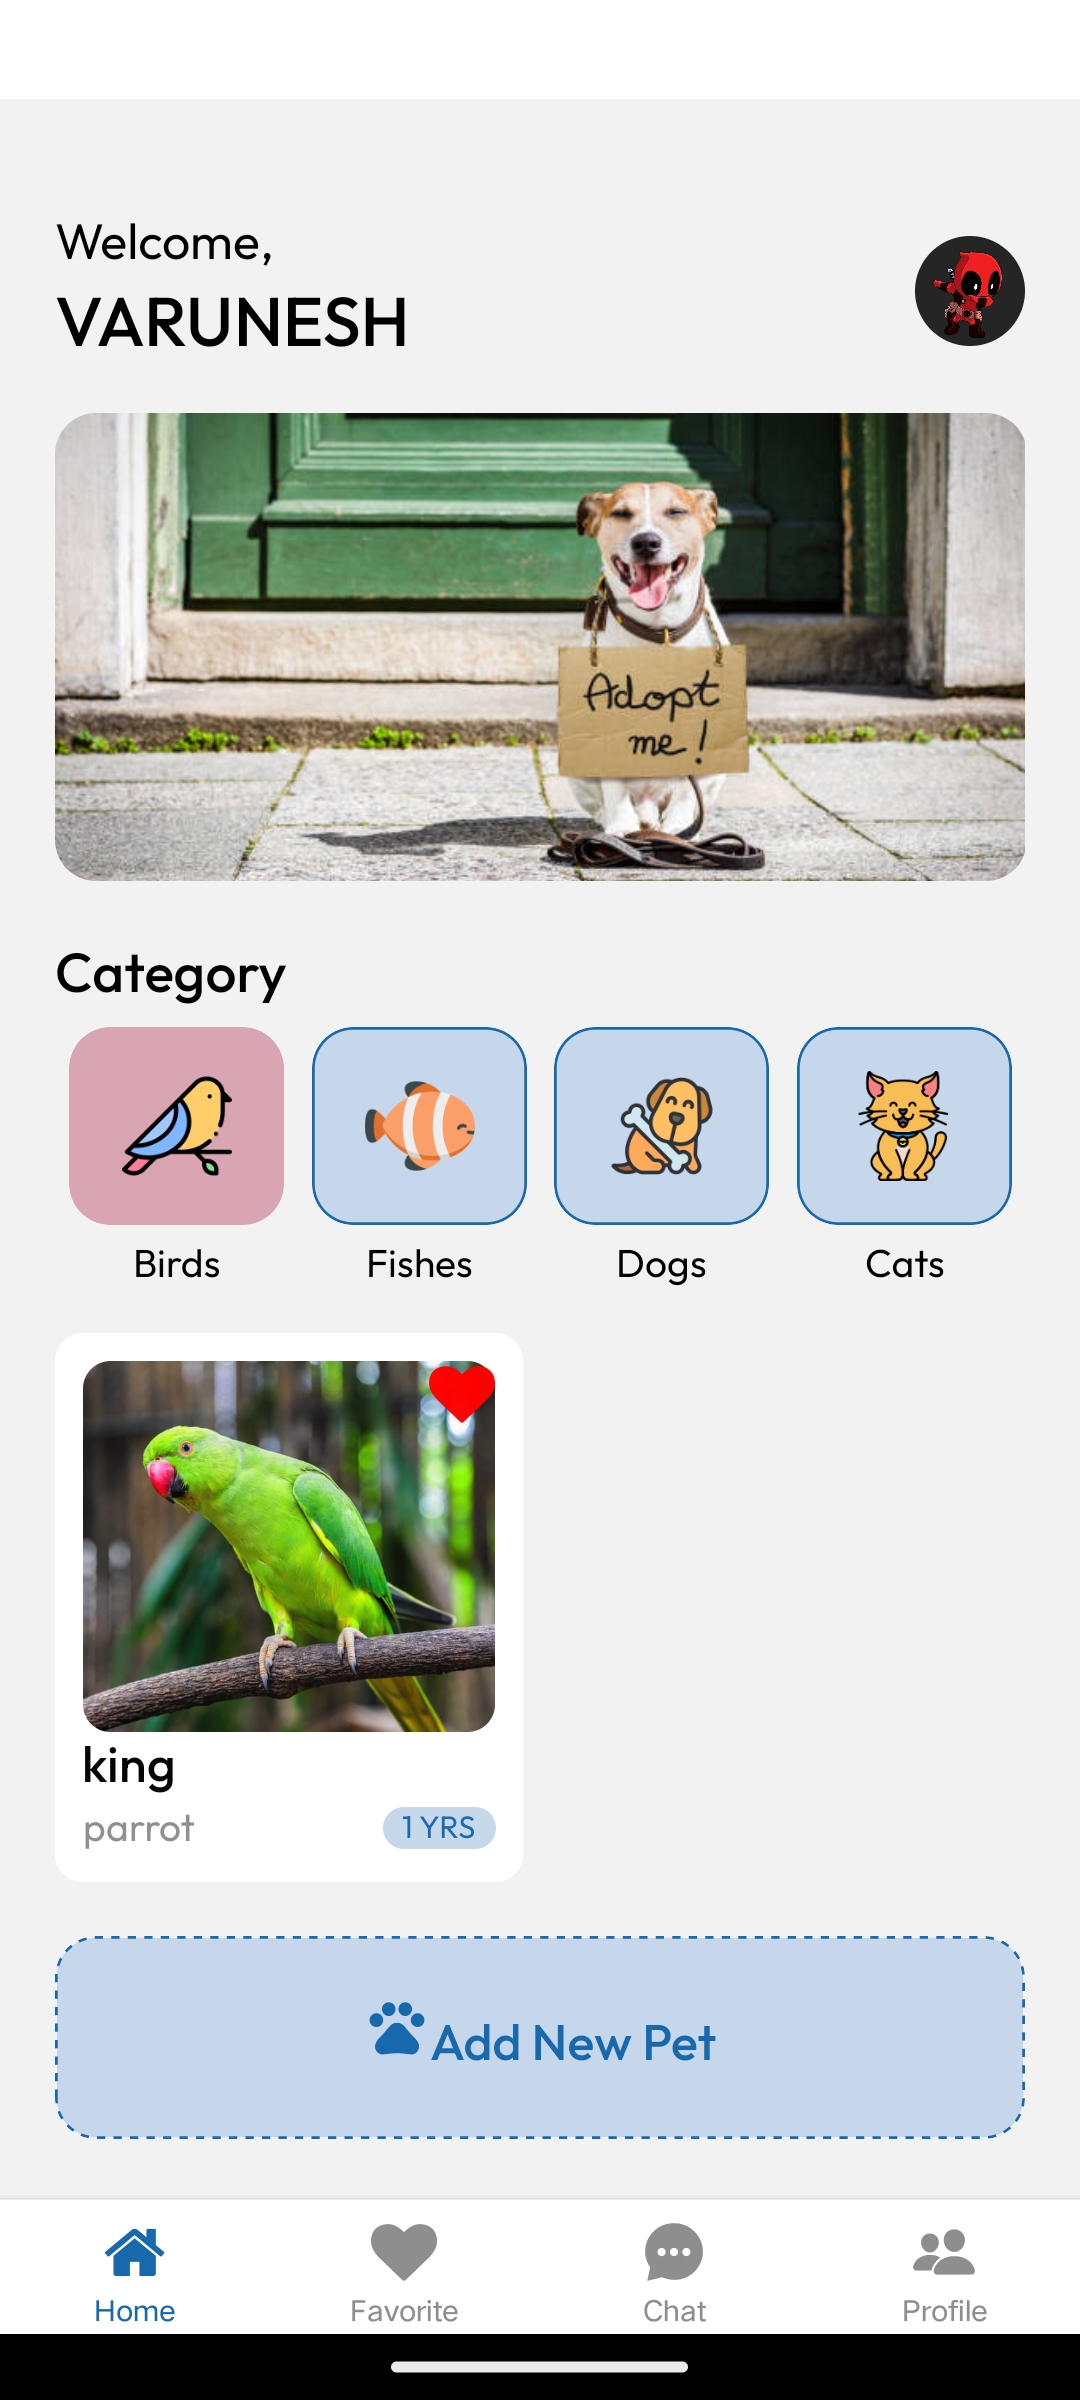 Welcome,
VARUNESH
Adopt
me!
Category
Birds
Fishes
Dogs
Cats
king
parrot
1 YRS
Add New Pet
Home
Favorite
Chat
Profile